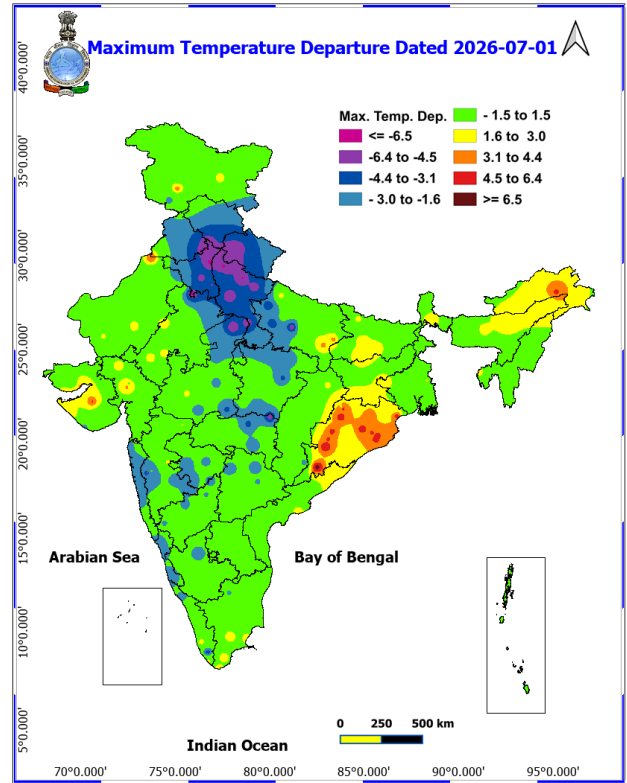 Maximum Temperature Departure Dated 2026-07-01
Max. Temp. Dep.
<= -6.5
-6.4 to -4.5
-4.4 to -3.1
- 3.0 to -1.6
- 1.5 to 1.5
1.6 to 3.0
3.1 to 4.4
4.5 to 6.4
>= 6.5
40°0.000'
35°0.000'
30°0.000'
25°0.000'
20°0.000'
15°0.000'
10°0.000'
5°0.000'
Arabian Sea
Bay of Bengal
0 250 500 km
Indian Ocean
70°0.000' 75°0.000' 80°0.000' 85°0.000' 90°0.000' 95°0.000'